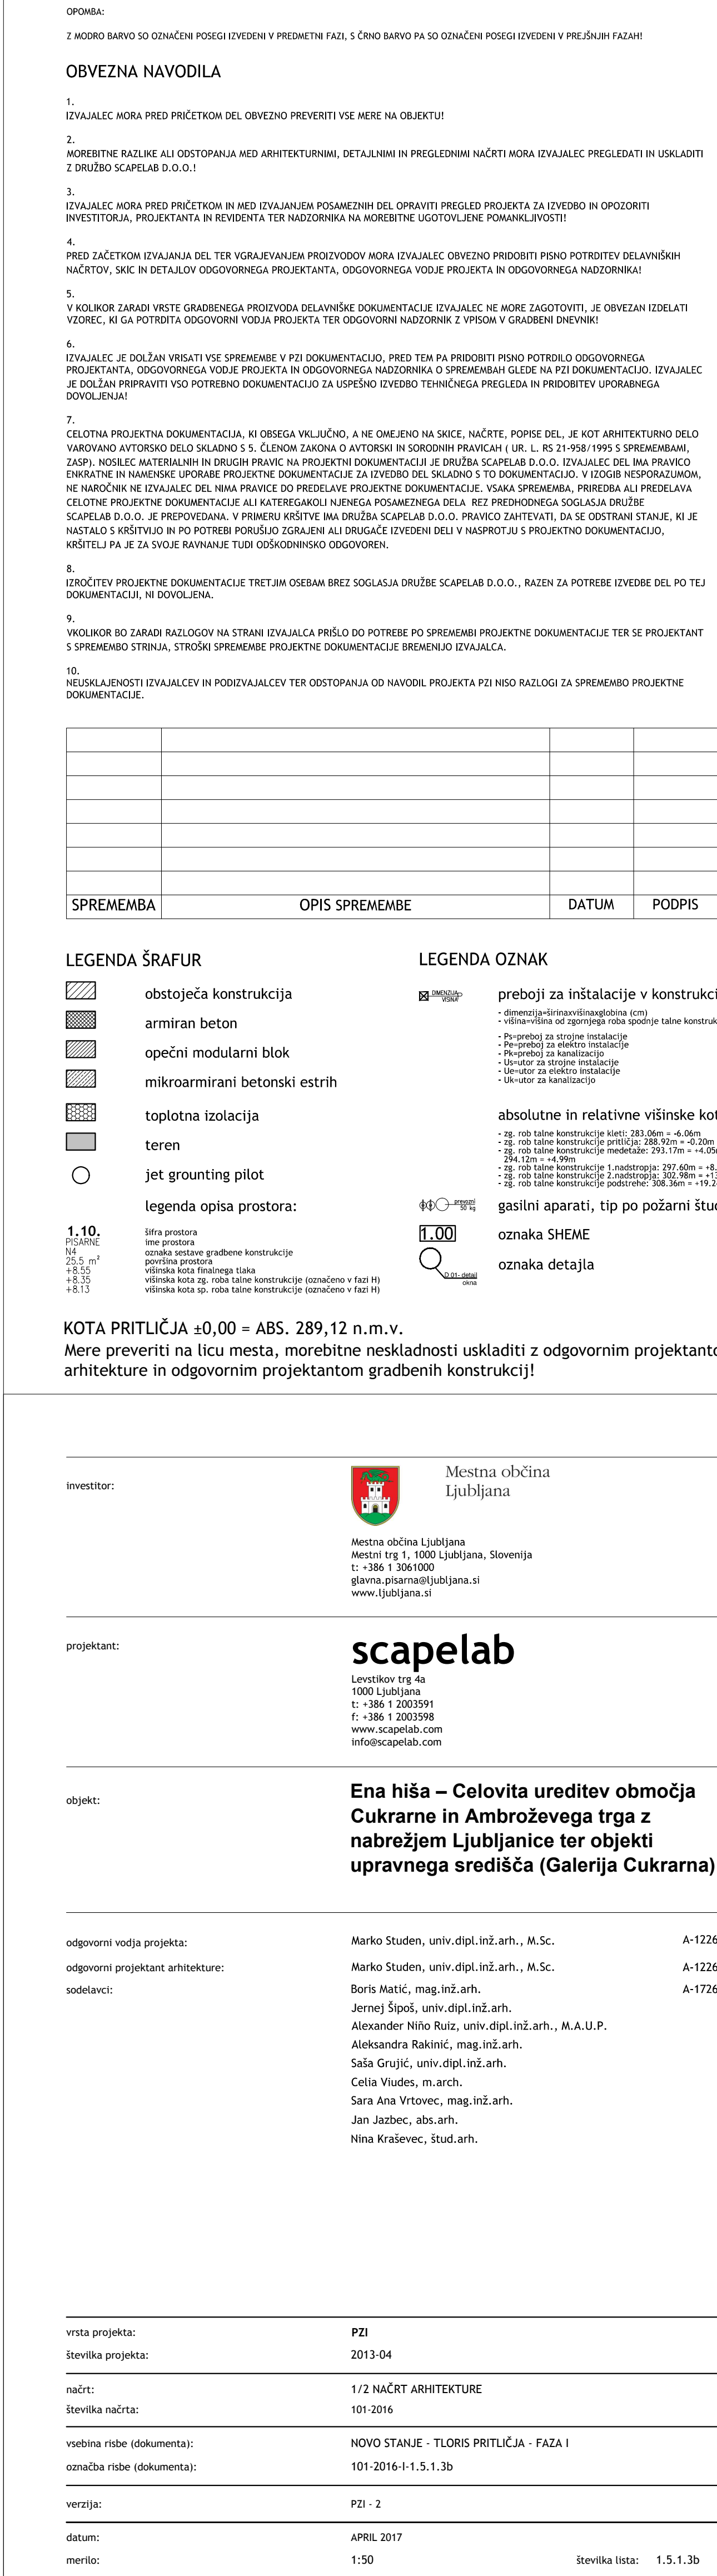 OPOMBA:
Z MODRO BARVO SO OZNAČENI POSEGI IZVEDENI V PREDMETNI FAZI, S ČRNO BARVO PA SO OZNAČENI POSEGI IZVEDENI V PREJŠNJIH FAZAH!
OBVEZNA NAVODILA
1.
IZVAJALEC MORA PRED PRIČETKOM DEL OBVEZNO PREVERITI VSE MERE NA OBJEKTU!
2.
MOREBITNE RAZLIKE ALI ODSTOPANJA MED ARHITEKTURNIMI, DETAJLNIMI IN PREGLEDNIMI NAČRTI MORA IZVAJALEC PREGLEDATI IN USKLADITI
Z DRUŽBO SCAPELAB D.O.O.!
3.
IZVAJALEC MORA PRED PRIČETKOM IN MED IZVAJANJEM POSAMEZNIH DEL OPRAVITI PREGLED PROJEKTA ZA IZVEDBO IN OPOZORITI
INVESTITORJA, PROJEKTANTA IN REVIDENTA TER NADZORNIKA NA MOREBITNE UGOTOVLJENE POMANKLJIVOSTI!
4.
PRED ZAČETKOM IZVAJANJA DEL TER VGRAJEVANJEM PROIZVODOV MORA IZVAJALEC OBVEZNO PRIDOBITI PISNO POTRDITEV DELAVNIŠKIH
NAČRTOV, SKIC IN DETAJLOV ODGOVORNEGA PROJEKTANTA, ODGOVORNEGA VODJE PROJEKTA IN ODGOVORNEGA NADZORNIKA!
5.
V KOLIKOR ZARADI VRSTE GRADBENEGA PROIZVODA DELAVNIŠKE DOKUMENTACIJE IZVAJALEC NE MORE ZAGOTOVITI, JE OBVEZAN IZDELATI
VZOREC, KI GA POTRDITA ODGOVORNI VODJA PROJEKTA TER ODGOVORNI NADZORNIK Z VPISOM V GRADBENI DNEVNIK!
6.
IZVAJALEC JE DOLŽAN VRISATI VSE SPREMEMBE V PZI DOKUMENTACIJO, PRED TEM PA PRIDOBITI PISNO POTRDILO ODGOVORNEGA
PROJEKTANTA, ODGOVORNEGA VODJE PROJEKTA IN ODGOVORNEGA NADZORNIKA O SPREMEMBAH GLEDE NA PZI DOKUMENTACIJO. IZVAJALEC
JE DOLŽAN PRIPRAVITI VSO POTREBNO DOKUMENTACIJO ZA USPEŠNO IZVEDBO TEHNIČNEGA PREGLEDA IN PRIDOBITEV UPORABNEGA
DOVOLJENJA!
7.
CELOTNA PROJEKTNA DOKUMENTACIJA, KI OBSEGA VKLJUČNO, A NE OMEJENO NA SKICE, NAČRTE, POPISE DEL, JE KOT ARHITEKTURNO DELO
VAROVANO AVTORSKO DELO SKLADNO S 5. ČLENOM ZAKONA O AVTORSKI IN SORODNIH PRAVICAH ( UR. L. RS 21-958/1995 S SPREMEMBAMI,
ZASP). NOSILEC MATERIALNIH IN DRUGIH PRAVIC NA PROJEKTNI DOKUMENTACIJI JE DRUŽBA SCAPELAB D.O.O. IZVAJALEC DEL IMA PRAVICO
ENKRATNE IN NAMENSKE UPORABE PROJEKTNE DOKUMENTACIJE ZA IZVEDBO DEL SKLADNO S TO DOKUMENTACIJO. V IZOGIB NESPORAZUMOM,
NE NAROČNIK NE IZVAJALEC DEL NIMA PRAVICE DO PREDELAVE PROJEKTNE DOKUMENTACIJE. VSAKA SPREMEMBA, PRIREDBA ALI PREDELAVA
CELOTNE PROJEKTNE DOKUMENTACIJE ALI KATEREGAKOLI NJENEGA POSAMEZNEGA DELA REZ PREDHODNEGA SOGLASJA DRUŽBE
SCAPELAB D.O.O. JE PREPOVEDANA. V PRIMERU KRŠITVE IMA DRUŽBA SCAPELAB D.O.O. PRAVICO ZAHTEVATI, DA SE ODSTRANI STANJE, KI JE
NASTALO S KRŠITVIJO IN PO POTREBI PORUŠIJO ZGRAJENI ALI DRUGAČE IZVEDENI DELI V NASPROTJU S PROJEKTNO DOKUMENTACIJO,
KRŠITELJ PA JE ZA SVOJE RAVNANJE TUDI ODŠKODNINSKO ODGOVOREN.
8.
IZROČITEV PROJEKTNE DOKUMENTACIJE TRETJIM OSEBAM BREZ SOGLASJA DRUŽBE SCAPELAB D.O.O., RAZEN ZA POTREBE IZVEDBE DEL PO TEJ
DOKUMENTACIJI, NI DOVOLJENA.
9.
VKOLIKOR BO ZARADI RAZLOGOV NA STRANI IZVAJALCA PRIŠLO DO POTREBE PO SPREMEMBI PROJEKTNE DOKUMENTACIJE TER SE PROJEKTANT
S SPREMEMBO STRINJA, STROŠKI SPREMEMBE PROJEKTNE DOKUMENTACIJE BREMENIJO IZVAJALCA.
10.
NEUSKLAJENOSTI IZVAJALCEV IN PODIZVAJALCEV TER ODSTOPANJA OD NAVODIL PROJEKTA PZI NISO RAZLOGI ZA SPREMEMBO PROJEKTNE
DOKUMENTACIJE.
SPREMEMBA OPIS SPREMEMBE DATUM PODPIS
LEGENDA ŠRAFUR
obstoječa konstrukcija
armiran beton
opečni modularni blok
mikroarmirani betonski estrih
toplotna izolacija
teren
jet grounting pilot
legenda opisa prostora:
1.10. šifra prostora
PISARNE ime prostora
N4 oznaka sestave gradbene konstrukcije
25.5 m² površina prostora
+8.55 višinska kota finalnega tlaka
+8.35 višinska kota zg. roba talne konstrukcije (označeno v fazi H)
+8.13 višinska kota sp. roba talne konstrukcije (označeno v fazi H)
LEGENDA OZNAK
DIMENZIJA
VIŠINA
preboji za inštalacije v konstrukci
- dimenzija=širinaxvišinaxglobina (cm)
- višina=višina od zgornjega roba spodnje talne konstruk
- Ps=preboj za strojne instalacije
- Pe=preboj za elektro instalacije
- Pk=preboj za kanalizacijo
- Us=utor za strojne instalacije
- Ue=utor za elektro instalacije
- Uk=utor za kanalizacijo
absolutne in relativne višinske kot
- zg. rob talne konstrukcije kleti: 283.06m = -6.06m
- zg. rob talne konstrukcije pritličja: 288.92m = -0.20m
- zg. rob talne konstrukcije medetaže: 293.17m = +4.05m
294.12m = +4.99m
- zg. rob talne konstrukcije 1.nadstropja: 297.60m = +8.
- zg. rob talne konstrukcije 2.nadstropja: 302.98m = +13
- zg. rob talne konstrukcije podstrehe: 308.36m = +19.2
prevozni
50 kg
gasilni aparati, tip po požarni štud
1.00 oznaka SHEME
oznaka detajla
D 01- detail
okna
KOTA PRITLIČJA ±0,00 = ABS. 289,12 n.m.v.
Mere preveriti na licu mesta, morebitne neskladnosti uskladiti z odgovornim projektanto
arhitekture in odgovornim projektantom gradbenih konstrukcij!
investitor:
Mestna občina
Ljubljana
Mestna občina Ljubljana
Mestni trg 1, 1000 Ljubljana, Slovenija
t: +386 1 3061000
glavna.pisarna@ljubljana.si
www.ljubljana.si
projektant:
scapelab
Levstikov trg 4a
1000 Ljubljana
t: +386 1 2003591
f: +386 1 2003598
www.scapelab.com
info@scapelab.com
objekt:
Ena hiša – Celovita ureditev območja
Cukrarne in Ambroževega trga z
nabrežjem Ljubljanice ter objekti
upravnega središča (Galerija Cukrarna)
odgovorni vodja projekta: Marko Studen, univ.dipl.inž.arh., M.Sc. A-1226
odgovorni projektant arhitekture: Marko Studen, univ.dipl.inž.arh., M.Sc. A-1226
sodelavci: Boris Matić, mag.inž.arh. A-1726
Jernej Šipoš, univ.dipl.inž.arh.
Alexander Niño Ruiz, univ.dipl.inž.arh., M.A.U.P.
Aleksandra Rakinić, mag.inž.arh.
Saša Grujić, univ.dipl.inž.arh.
Celia Viudes, m.arch.
Sara Ana Vrtovec, mag.inž.arh.
Jan Jazbec, abs.arh.
Nina Kraševec, štud.arh.
vrsta projekta: PZI
številka projekta: 2013-04
načrt: 1/2 NAČRT ARHITEKTURE
številka načrta: 101-2016
vsebina risbe (dokumenta): NOVO STANJE - TLORIS PRITLIČJA - FAZA I
označba risbe (dokumenta): 101-2016-I-1.5.1.3b
verzija: PZI - 2
datum: APRIL 2017
merilo: 1:50 številka lista: 1.5.1.3b